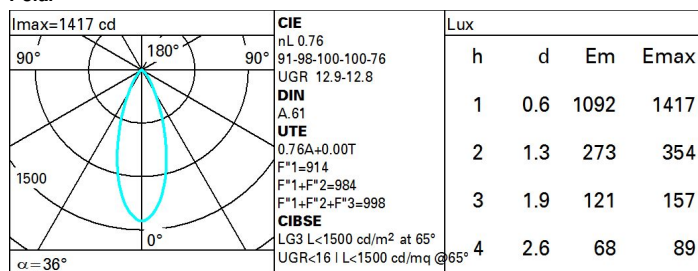 Imax=1417 cd
90° 180° 90°
1500
0°
α=36°
CIE
nL 0.76
91-98-100-100-76
UGR 12.9-12.8
DIN
A.61
UTE
0.76A+0.00T
F"1=914
F"1+F"2=984
F"1+F"2+F"3=998
CIBSE
LG3 L<1500 cd/m² at 65°
UGR<16 | L<1500 cd/mq @65°
Lux
h d Em Emax
1 0.6 1092 1417
2 1.3 273 354
3 1.9 121 157
4 2.6 68 89